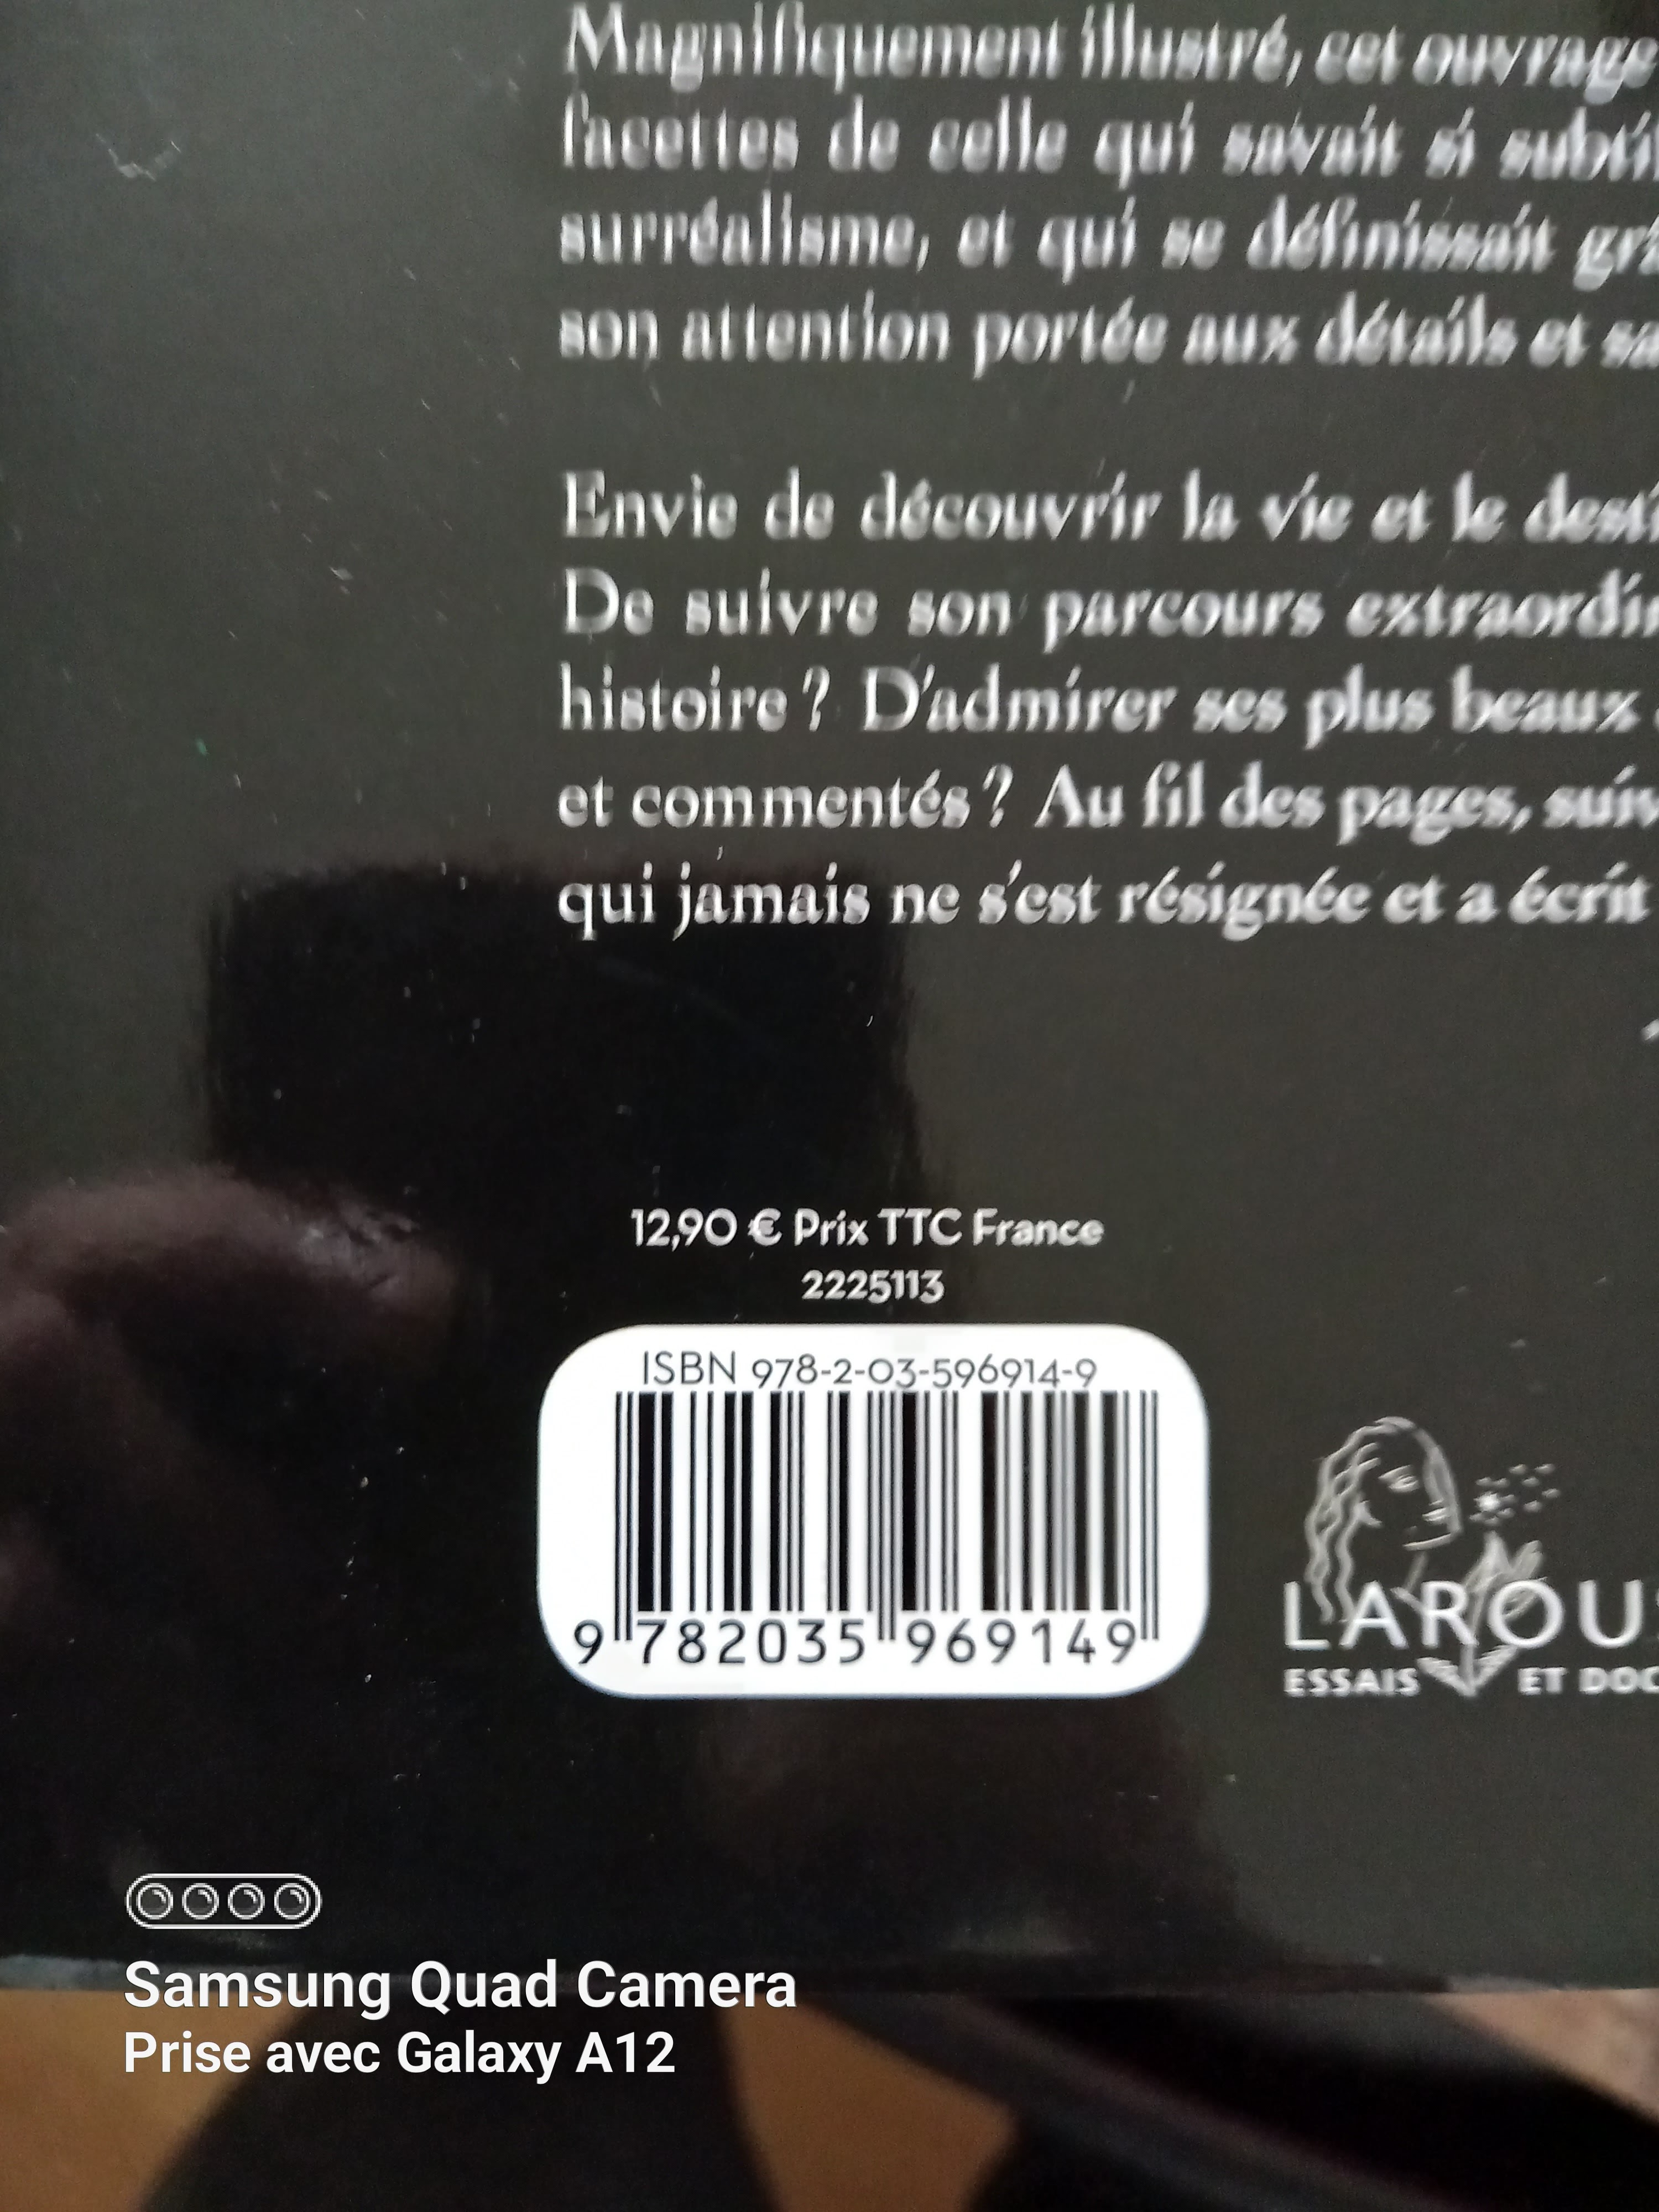 Magnifiquement illustré, cet ouvrage
facettes de celle qui savait si
surréalisme, et qui se définissait
son attention portée aux détails et
Envie de découvrir la vie et le
De suivre son parcours
histoire ? D'admirer ses plus beaux
et commentés ? Au fil des pages,
qui jamais ne s'est résignée et a écrit
12,90 € Prix TTC France
2225113
ISBN 978-2-03-596914-9
9 782035 969149
ESSAIS ET
Samsung Quad Camera
Prise avec Galaxy A12